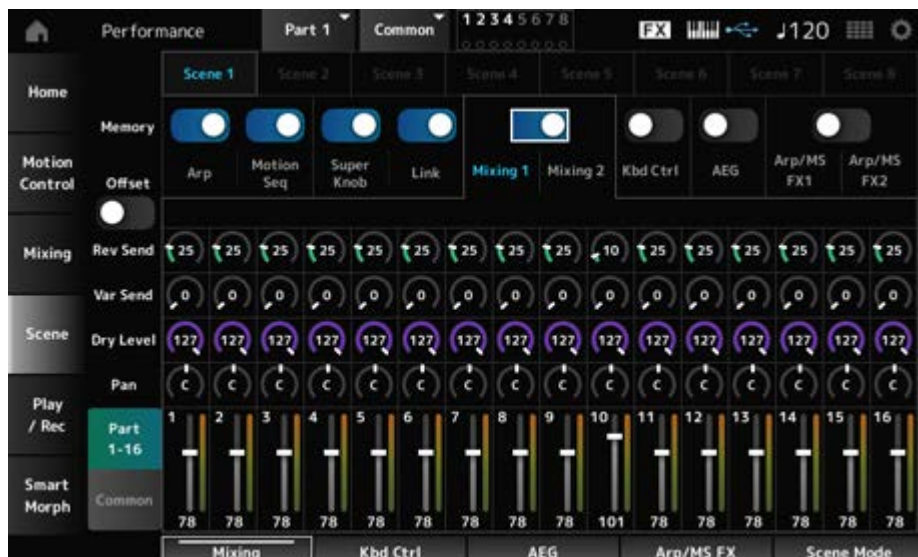 Performance Part 1 Common 1 2 3 4 5 6 7 8 FX ♩120
Scene 1 Scene 2 Scene 3 Scene 4 Scene 5 Scene 6 Scene 7 Scene 8
Home
Memory
Arp Motion Seq Super Knob Link Mixing 1 Mixing 2 Kbd Ctrl AEG Arp/MS FX1 Arp/MS FX2
Motion Control
Offset
Mixing
Rev Send 25 25 25 25 25 25 25 25 25 10 25 25 25 25 25 25
Var Send 0 0 0 0 0 0 0 0 0 0 0 0 0 0 0 0
Scene
Dry Level 127 127 127 127 127 127 127 127 127 127 127 127 127 127 127 127
Pan C C C C C C C C C C C C C C C C
Play / Rec
Part 1-16
1 2 3 4 5 6 7 8 9 10 11 12 13 14 15 16
Smart Morph
Common
78 78 78 78 78 78 78 78 78 101 78 78 78 78 78 78
Mixing Kbd Ctrl AEG Arp/MS FX Scene Mode